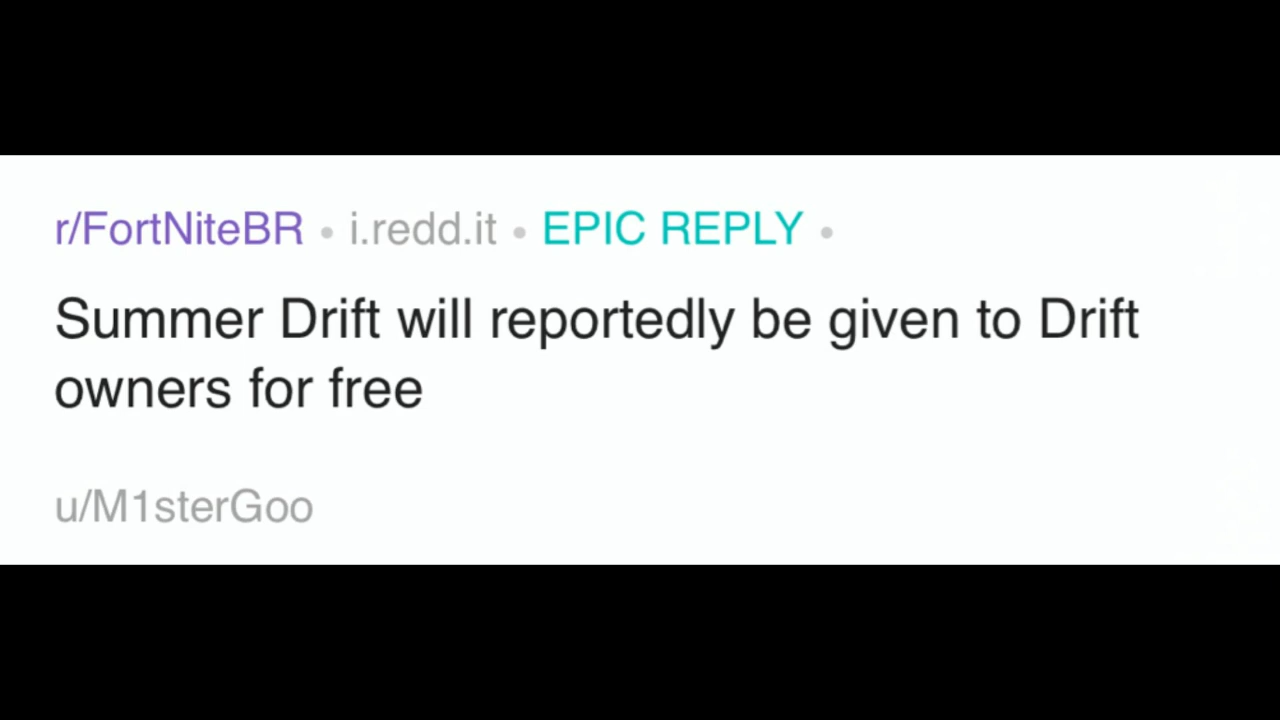 r/FortNiteBR • i.redd.it • EPIC REPLY •
Summer Drift will reportedly be given to Drift
owners for free
u/M1sterGoo